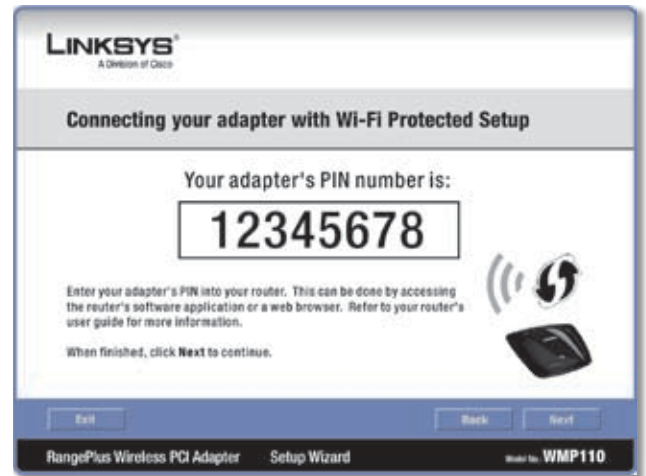 LINKSYS®
A Division of Cisco
Connecting your adapter with Wi-Fi Protected Setup
Your adapter's PIN number is:
12345678
Enter your adapter's PIN into your router. This can be done by accessing
the router's software application or a web browser. Refer to your router's
user guide for more information.
When finished, click Next to continue.
Exit Back Next
RangePlus Wireless PCI Adapter Setup Wizard Model No. WMP110